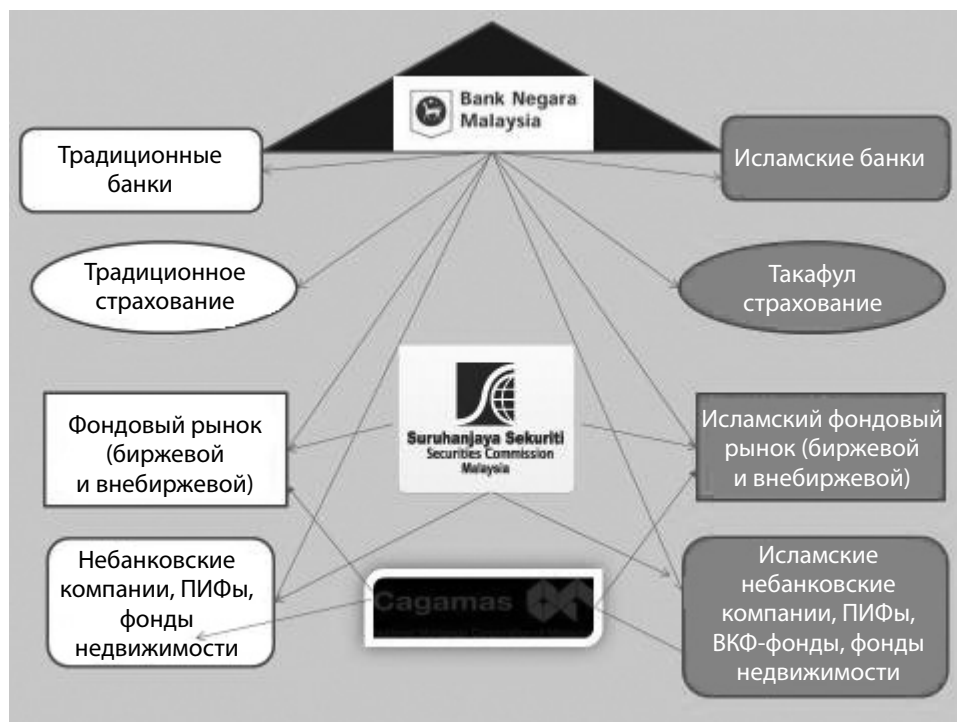 Bank Negara
Malaysia
Традиционные
банки
Исламские банки
Традиционное
страхование
Такафул
страхование
Suruhanjaya Sekuriti
Securities Commission
Malaysia
Фондовый рынок
(биржевой
и внебиржевой)
Исламский фондовый
рынок (биржевой
и внебиржевой)
Небанковские
компании, ПИФы,
фонды
недвижимости
Cagamas
Исламские
небанковские
компании, ПИФы,
ВКФ-фонды, фонды
недвижимости